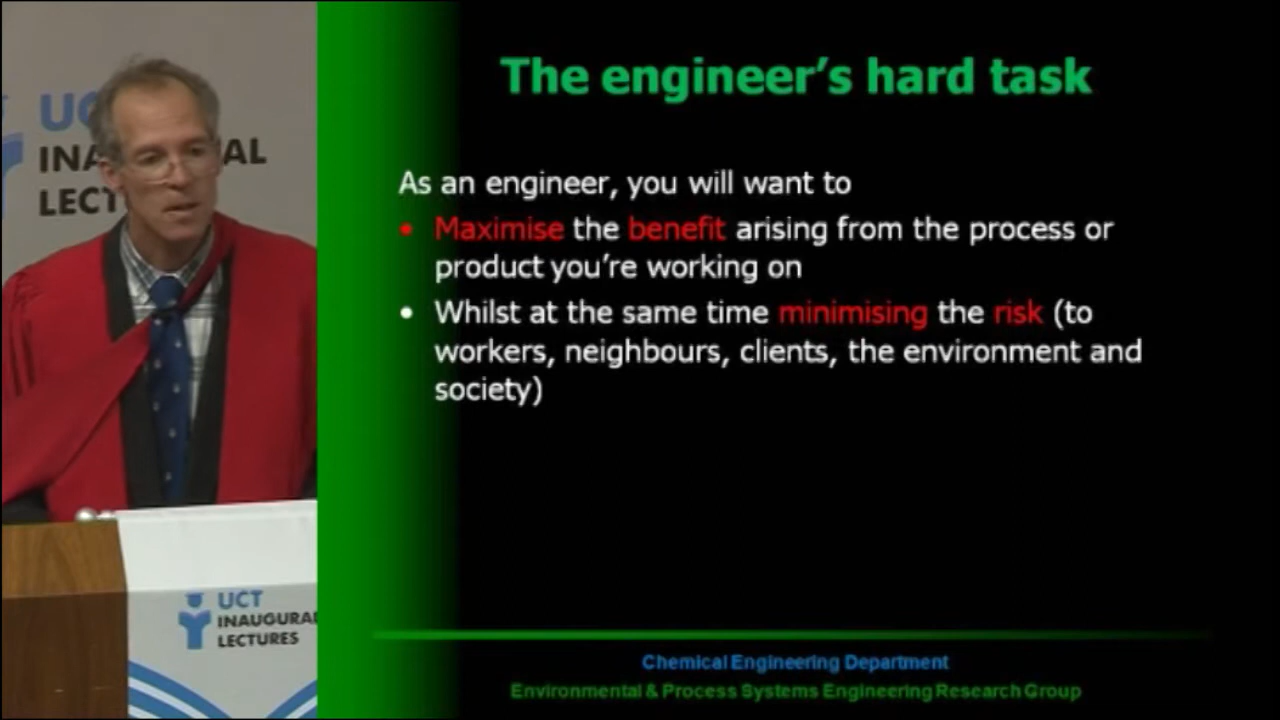 UC
INA AL
LECT
The engineer's hard task
As an engineer, you will want to
• Maximise the benefit arising from the process or
product you're working on
• Whilst at the same time minimising the risk (to
workers, neighbours, clients, the environment and
society)
UCT
INAUGURAL
LECTURES
Chemical Engineering Department
Environmental & Process Systems Engineering Research Group